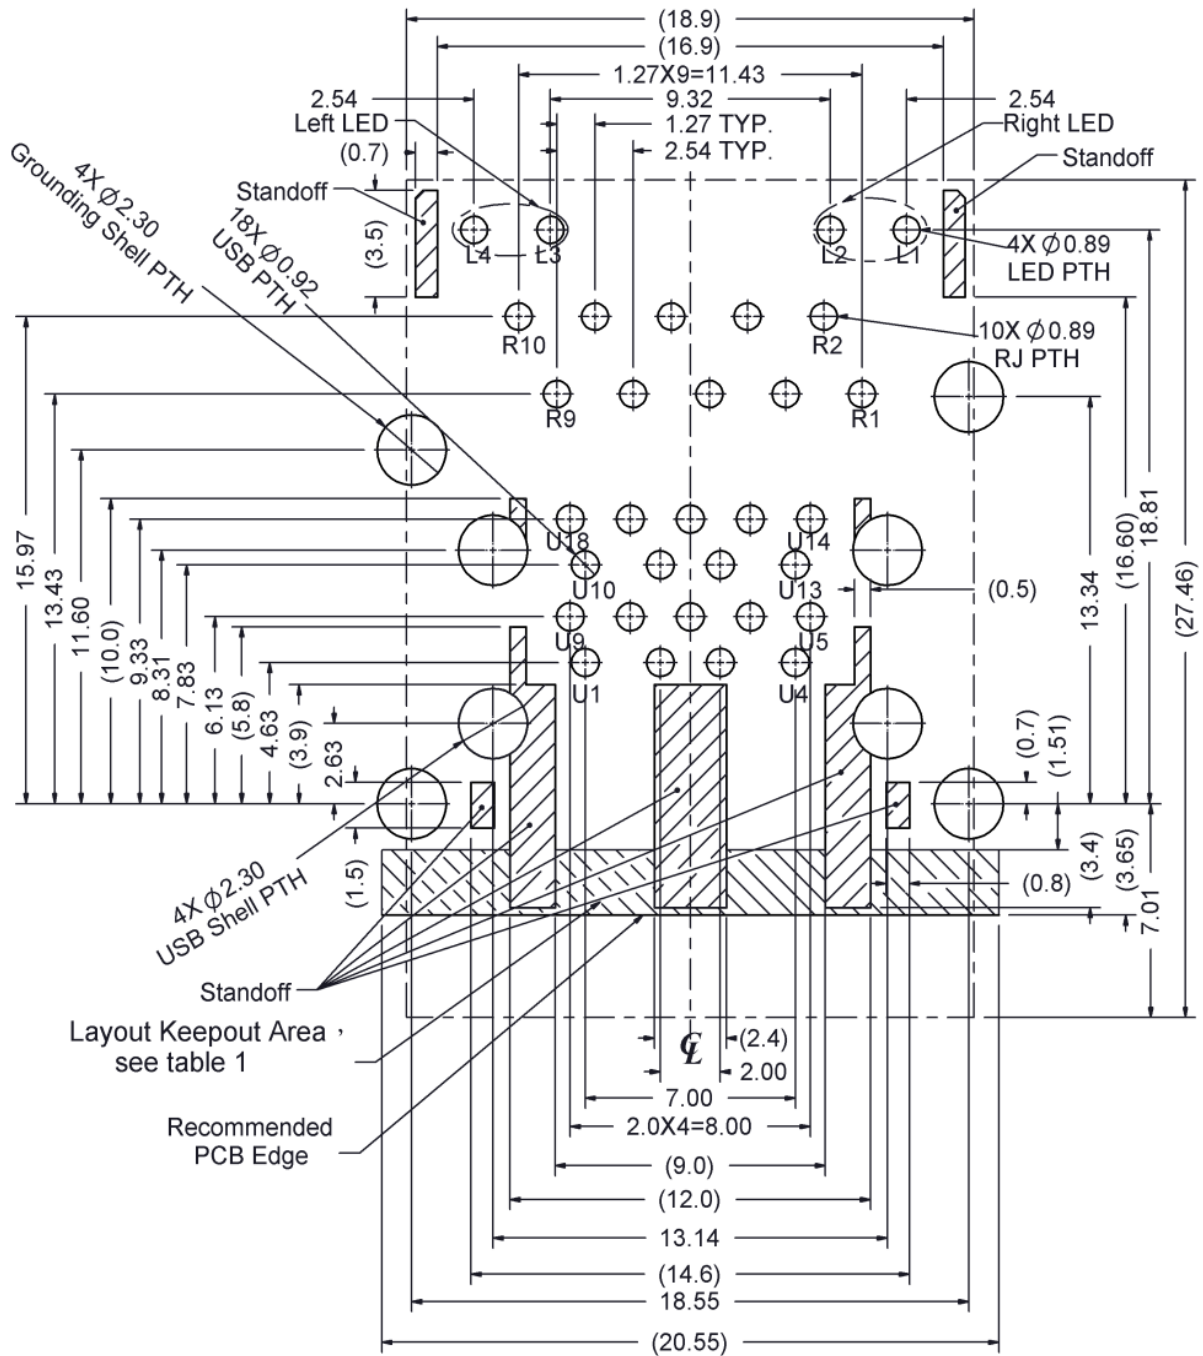 (18.9)
(16.9)
1.27X9=11.43
2.54
9.32
2.54
Left LED
1.27 TYP.
Right LED
(0.7)
2.54 TYP.
Standoff
4X Ø2.30
Grounding Shell PTH
Standoff
18X Ø0.92
USB PTH
(3.5)
L4
L3
L2
L1
4X Ø0.89
LED PTH
R10
R2
10X Ø0.89
RJ PTH
R9
R1
U18
U14
U10
U13
(0.5)
U9
U5
U1
U4
15.97
13.43
11.60
(10.0)
9.33
8.31
7.83
6.13
(5.8)
4.63
(3.9)
2.63
(1.5)
13.34
(16.60)
18.81
(27.46)
(0.7)
(1.51)
(0.8)
(3.4)
(3.65)
7.01
4X Ø2.30
USB Shell PTH
Standoff
Layout Keepout Area ,
see table 1
Recommended
PCB Edge
℄
(2.4)
2.00
7.00
2.0X4=8.00
(9.0)
(12.0)
13.14
(14.6)
18.55
(20.55)